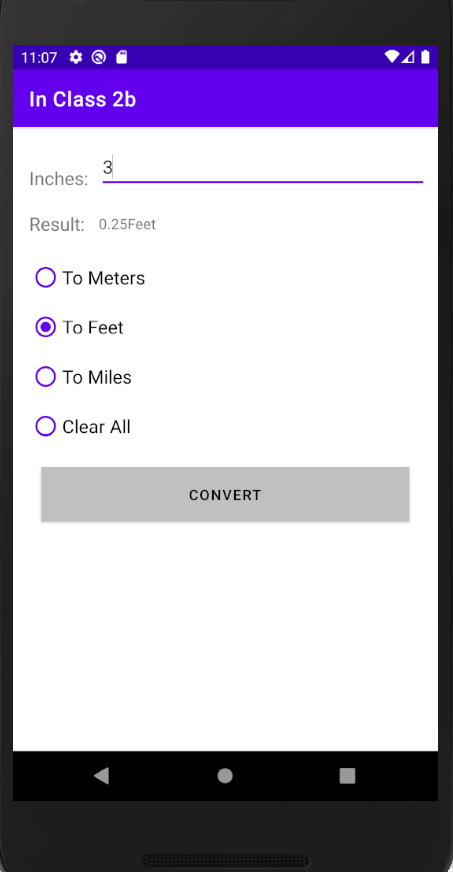 11:07
In Class 2b
Inches: 3
Result: 0.25Feet
To Meters
To Feet
To Miles
Clear All
CONVERT